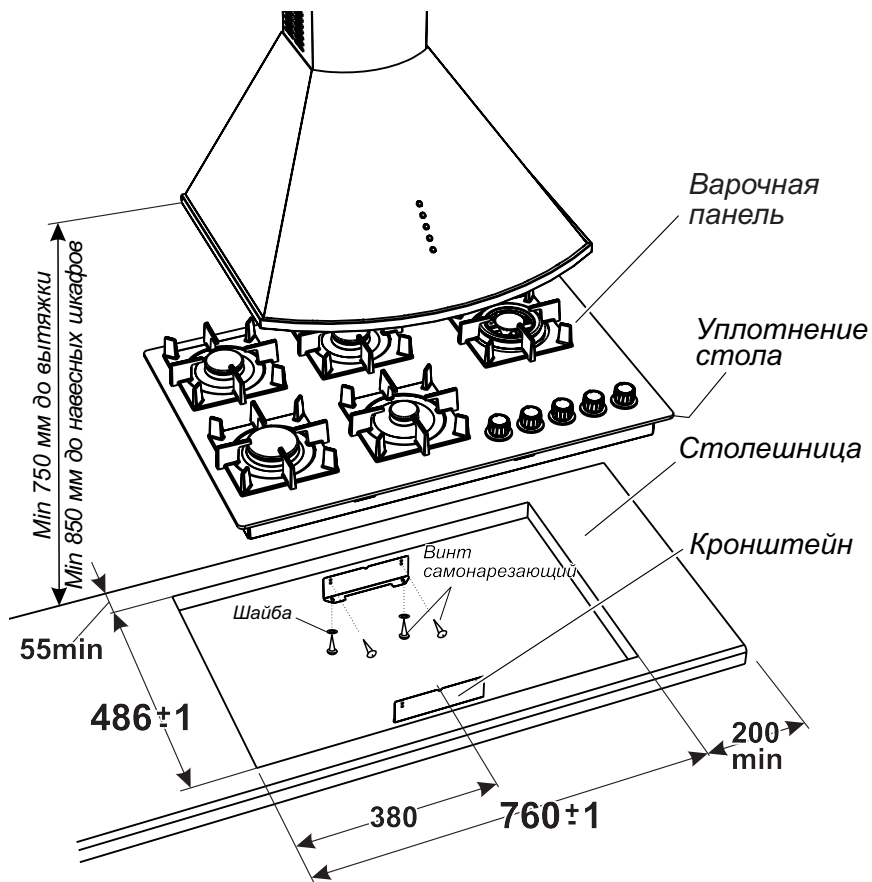 Варочная
панель
Min 750 мм до вытяжки
Min 850 мм до навесных шкафов
Уплотнение
стола
Столешница
Кронштейн
Винт
самонарезающий
Шайба
55min
486±1
200
min
380
760±1